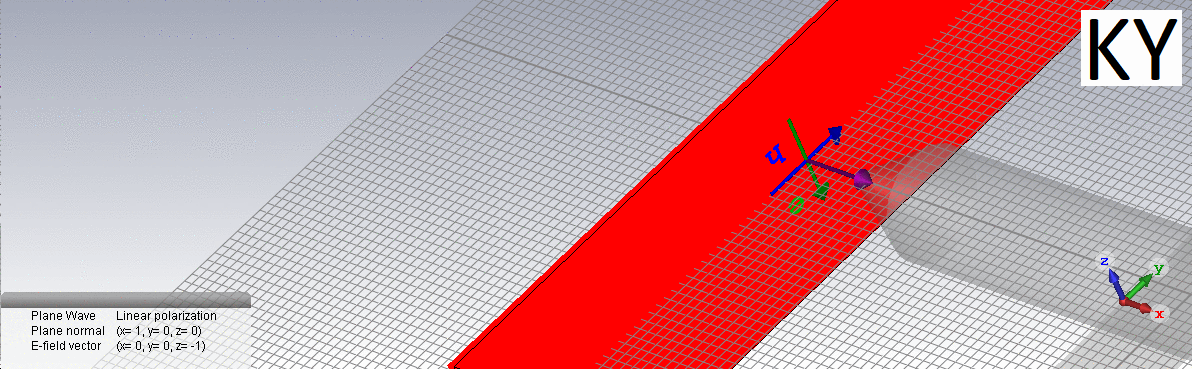 KY
h
e
z
y
x
Plane Wave Linear polarization
Plane normal (x= 1, y= 0, z= 0)
E-field vector (x= 0, y= 0, z= -1)